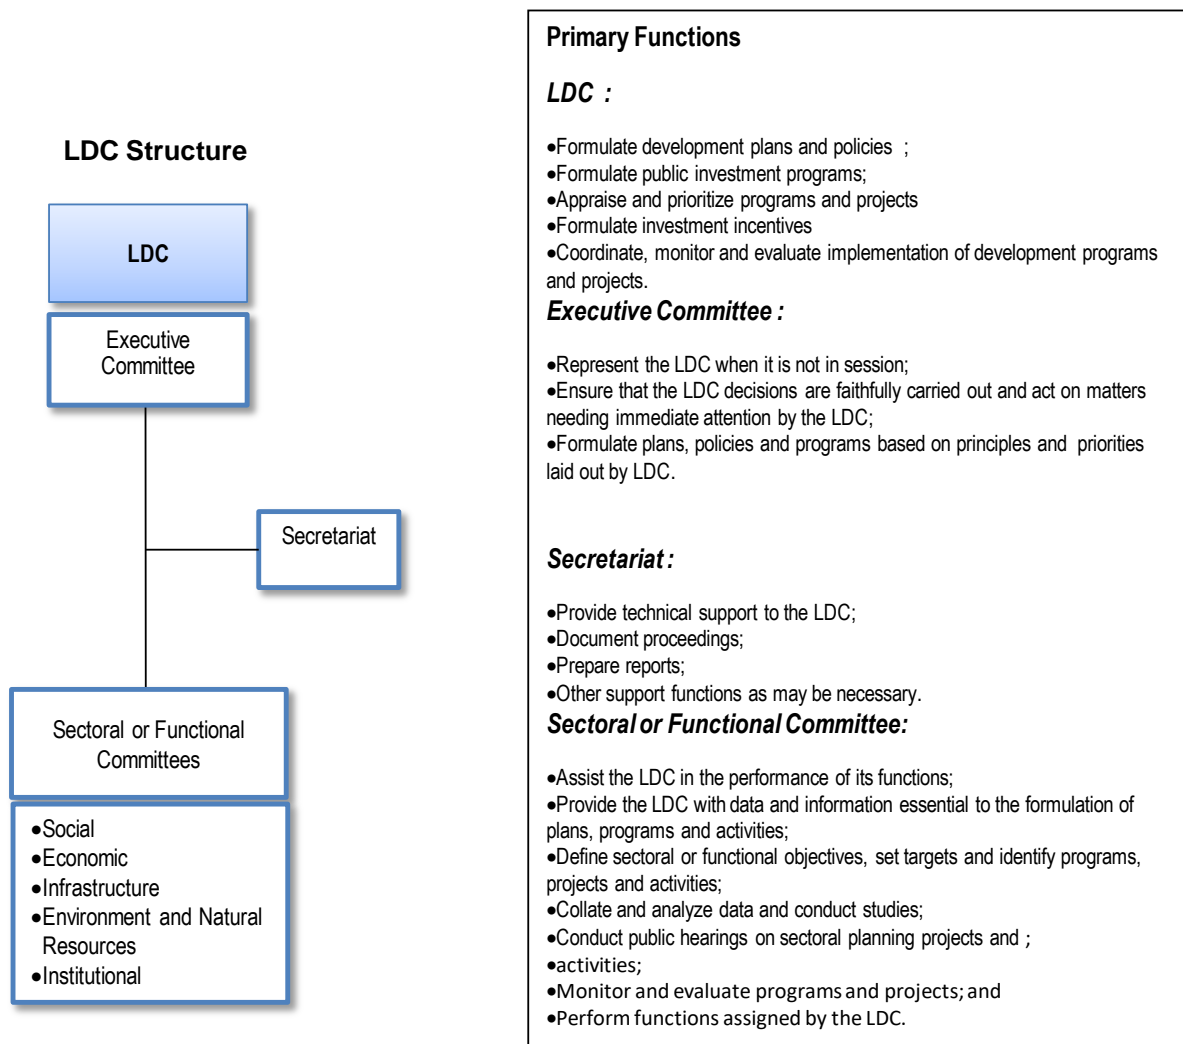 LDC Structure
LDC
Executive
Committee
Secretariat
Sectoral or Functional
Committees
•Social
•Economic
•Infrastructure
•Environment and Natural
Resources
•Institutional
Primary Functions
LDC :
•Formulate development plans and policies ;
•Formulate public investment programs;
•Appraise and prioritize programs and projects
•Formulate investment incentives
•Coordinate, monitor and evaluate implementation of development programs
and projects.
Executive Committee :
•Represent the LDC when it is not in session;
•Ensure that the LDC decisions are faithfully carried out and act on matters
needing immediate attention by the LDC;
•Formulate plans, policies and programs based on principles and priorities
laid out by LDC.
Secretariat :
•Provide technical support to the LDC;
•Document proceedings;
•Prepare reports;
•Other support functions as may be necessary.
Sectoral or Functional Committee:
•Assist the LDC in the performance of its functions;
•Provide the LDC with data and information essential to the formulation of
plans, programs and activities;
•Define sectoral or functional objectives, set targets and identify programs,
projects and activities;
•Collate and analyze data and conduct studies;
•Conduct public hearings on sectoral planning projects and ;
•activities;
•Monitor and evaluate programs and projects; and
•Perform functions assigned by the LDC.